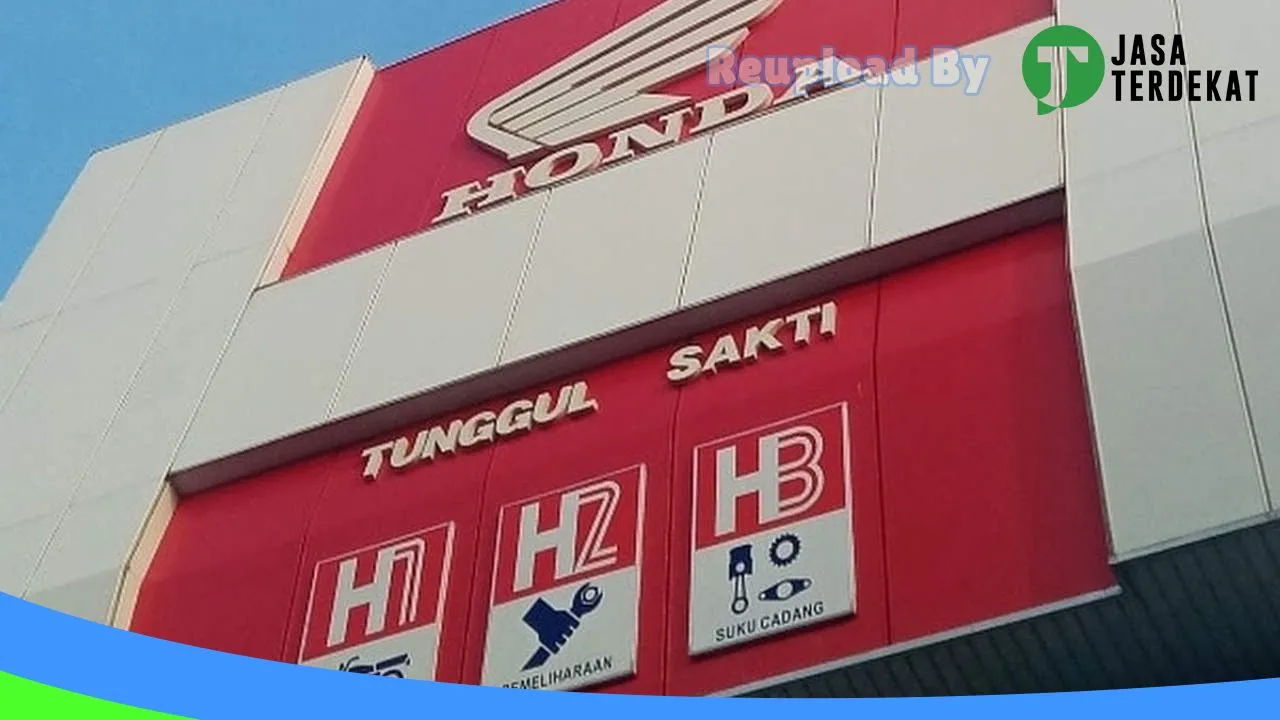 Reupload By
JASA
TERDEKAT
HONDA
TUNGGUL SAKTI
H1
H2
PEMELIHARAAN
H3
SUKU CADANG